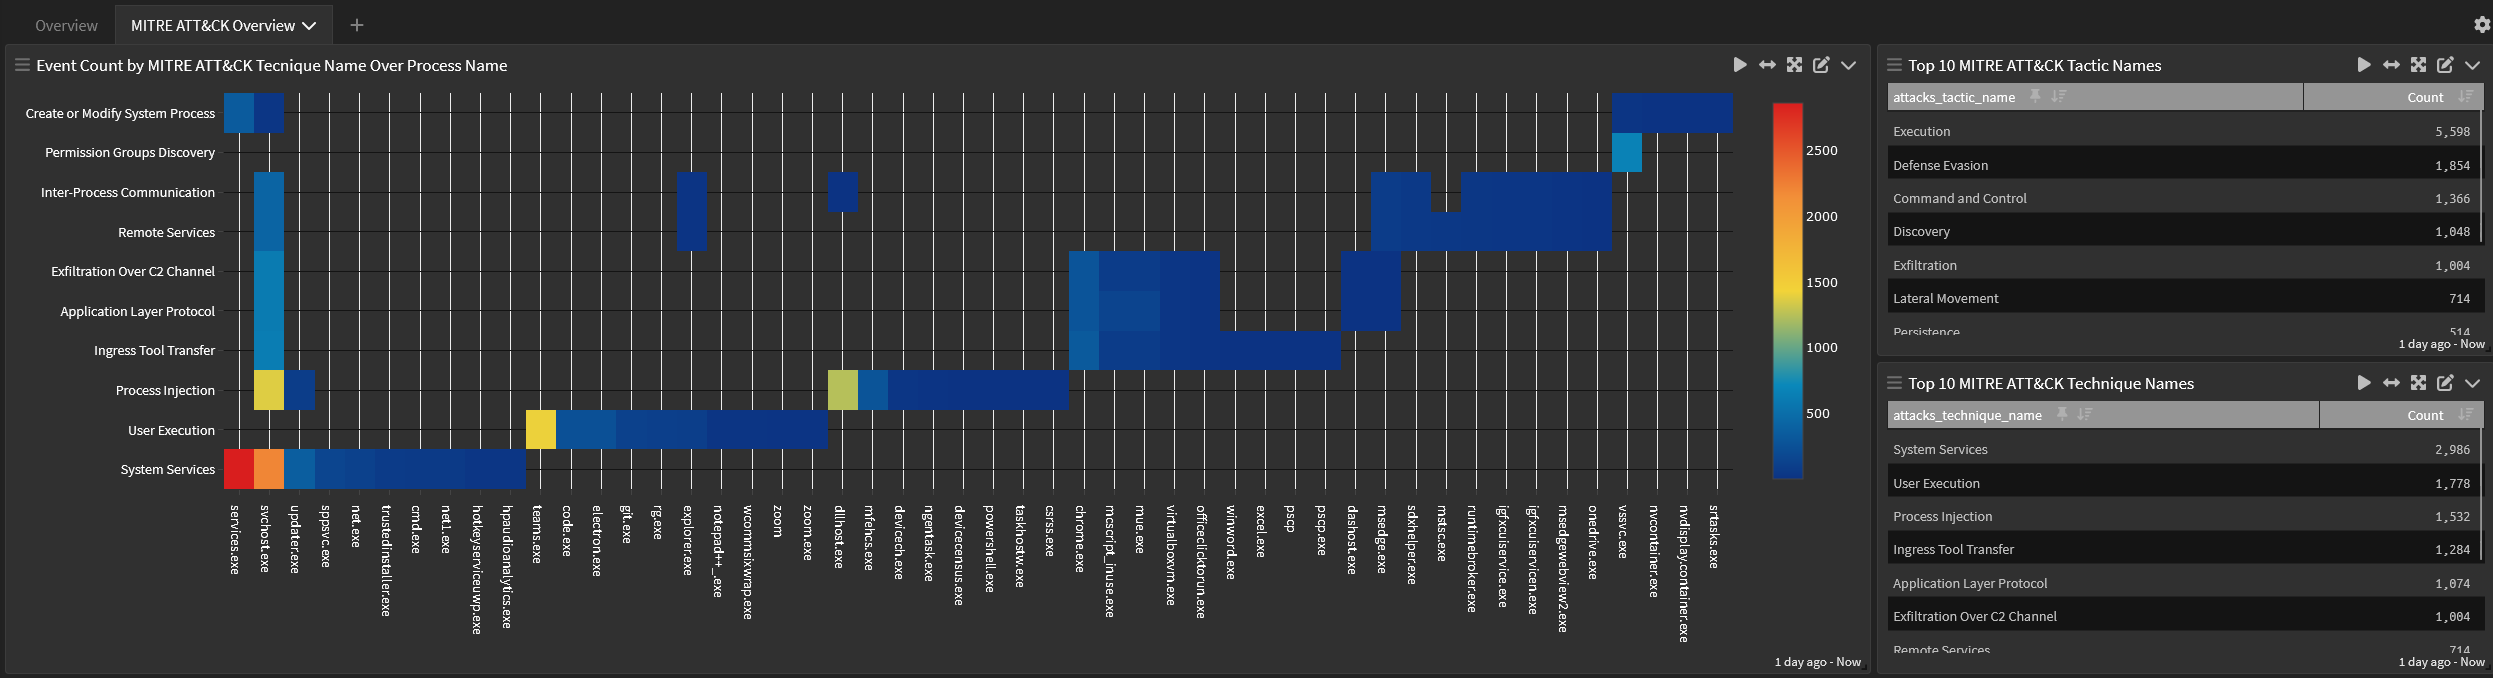 Overview
MITRE ATT&CK Overview
Event Count by MITRE ATT&CK Tecnique Name Over Process Name
Create or Modify System Process
Permission Groups Discovery
Inter-Process Communication
Remote Services
Exfiltration Over C2 Channel
Application Layer Protocol
Ingress Tool Transfer
Process Injection
User Execution
System Services
services.exe
svchost.exe
updater.exe
sppsvc.exe
net.exe
trustedinstaller.exe
cmd.exe
net1.exe
hotkeyserviceuwp.exe
hpaudioanalytics.exe
teams.exe
code.exe
electron.exe
git.exe
rg.exe
explorer.exe
notepad++_.exe
wcommsixwrap.exe
zoom
zoom.exe
dllhost.exe
mfehcs.exe
devicech.exe
ngentask.exe
devicecensus.exe
powershell.exe
taskhostw.exe
csrss.exe
chrome.exe
mcscript_inuse.exe
mue.exe
virtualboxvm.exe
officeclicktorun.exe
winword.exe
excel.exe
pscp
pscp.exe
dashost.exe
msedge.exe
sdxhelper.exe
mstsc.exe
runtimebroker.exe
igfxcuiservice.exe
igfxcuiservicen.exe
msedgewebview2.exe
onedrive.exe
vssvc.exe
nvcontainer.exe
nvdisplay.container.exe
srtasks.exe
2500
2000
1500
1000
500
1 day ago - Now
Top 10 MITRE ATT&CK Tactic Names
attacks_tactic_name Count
Execution 5,598
Defense Evasion 1,854
Command and Control 1,366
Discovery 1,048
Exfiltration 1,004
Lateral Movement 714
Persistence 514
1 day ago - Now
Top 10 MITRE ATT&CK Technique Names
attacks_technique_name Count
System Services 2,986
User Execution 1,778
Process Injection 1,532
Ingress Tool Transfer 1,284
Application Layer Protocol 1,074
Exfiltration Over C2 Channel 1,004
Remote Services 714
1 day ago - Now